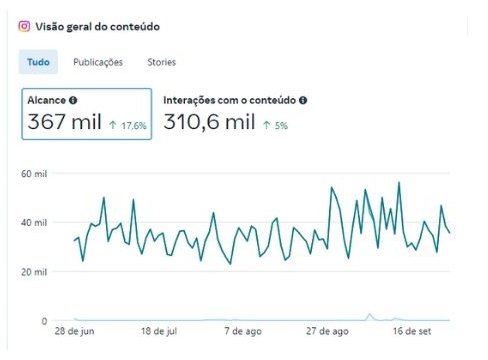 Visão geral do conteúdo
Tudo Publicações Stories
Alcance Interações com o conteúdo
367 mil ↑ 17,6% 310,6 mil ↑ 5%
60 mil
40 mil
20 mil
0
28 de jun 18 de jul 7 de ago 27 de ago 16 de set